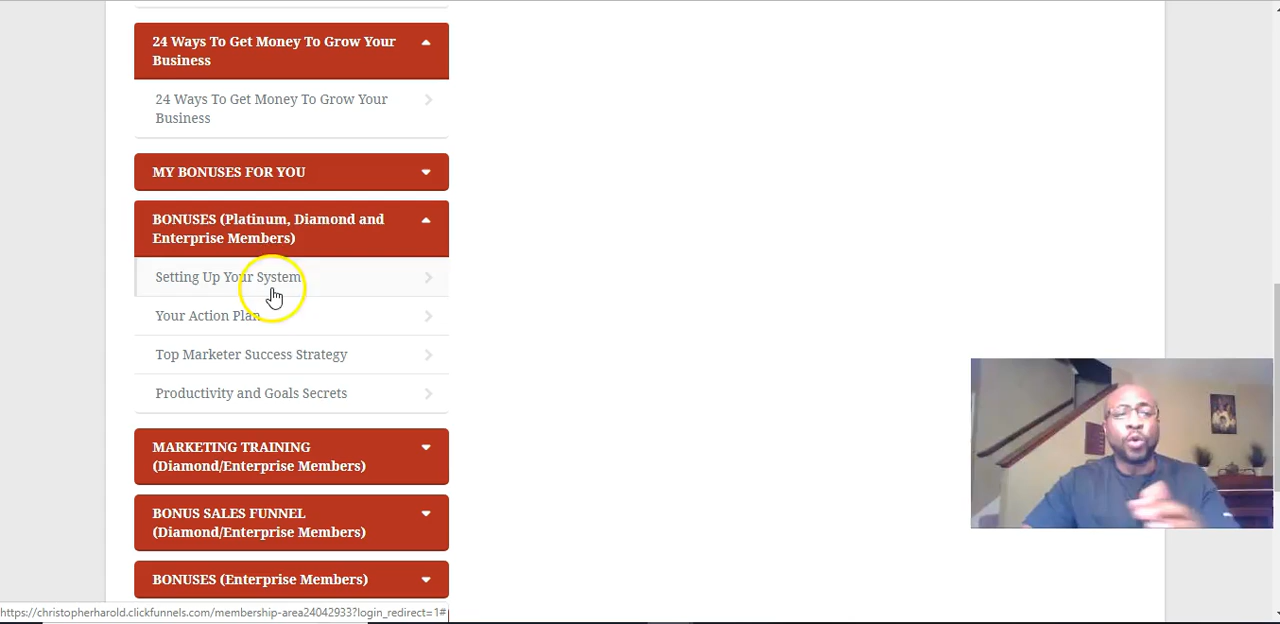 24 Ways To Get Money To Grow Your
Business
24 Ways To Get Money To Grow Your
Business
MY BONUSES FOR YOU
BONUSES (Platinum, Diamond and
Enterprise Members)
Setting Up Your System
Your Action Plan
Top Marketer Success Strategy
Productivity and Goals Secrets
MARKETING TRAINING
(Diamond/Enterprise Members)
BONUS SALES FUNNEL
(Diamond/Enterprise Members)
BONUSES (Enterprise Members)
https://christopherharold.clickfunnels.com/membership-area24042933?login_redirect=1#